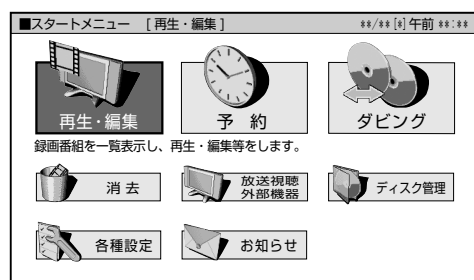 ■スタートメニュー [再生・編集] **/**[*]午前 **:**
再生・編集 予 約 ダビング
録画番組を一覧表示し、再生・編集等をします。
消 去 放送視聴 外部機器 ディスク管理
各種設定 お知らせ